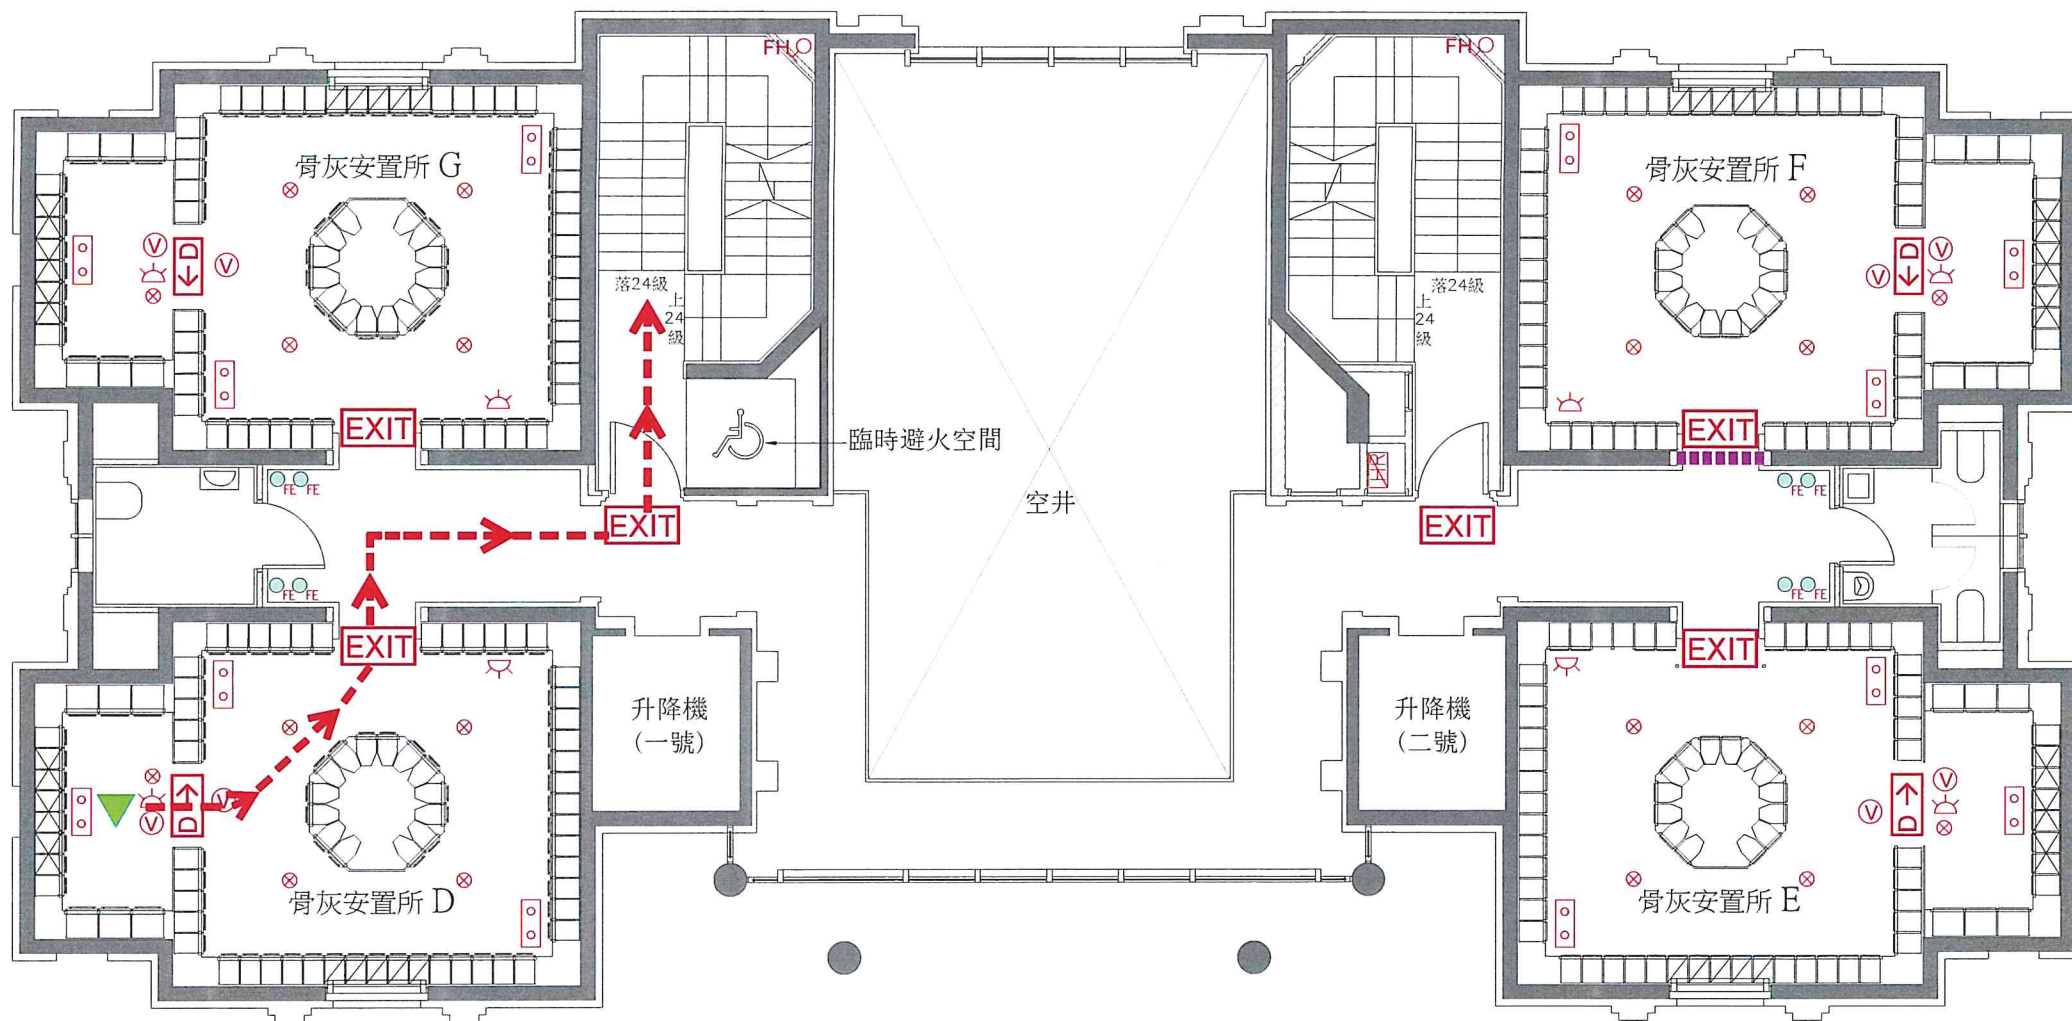 FH
FH
骨灰安置所 G
骨灰安置所 F
V
V
D
V
V
D
落24級
上
24
級
落24級
上
24
級
EXIT
EXIT
臨時避火空間
HR
FE
FE
空井
FE
FE
EXIT
EXIT
FE
FE
FE
FE
EXIT
EXIT
升降機
(一號)
升降機
(二號)
V
V
D
V
V
D
骨灰安置所 D
骨灰安置所 E